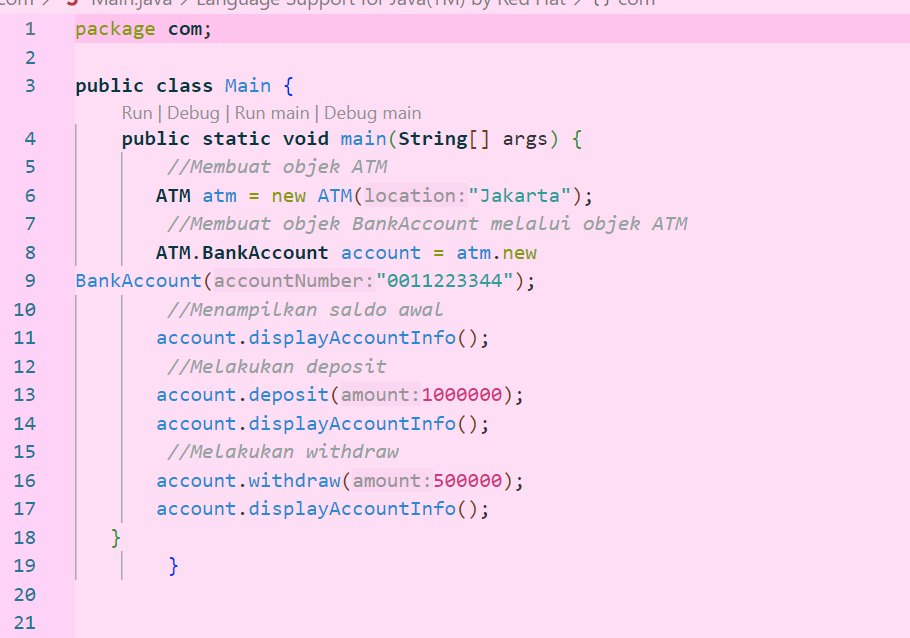 com > J Main.java > Language Support for Java(TM) by Red Hat > {} com
1 package com;
2
3 public class Main {
Run | Debug | Run main | Debug main
4 public static void main(String[] args) {
5 //Membuat objek ATM
6 ATM atm = new ATM(location:"Jakarta");
7 //Membuat objek BankAccount melalui objek ATM
8 ATM.BankAccount account = atm.new
9 BankAccount(accountNumber:"0011223344");
10 //Menampilkan saldo awal
11 account.displayAccountInfo();
12 //Melakukan deposit
13 account.deposit(amount:1000000);
14 account.displayAccountInfo();
15 //Melakukan withdraw
16 account.withdraw(amount:500000);
17 account.displayAccountInfo();
18 }
19 }
20
21